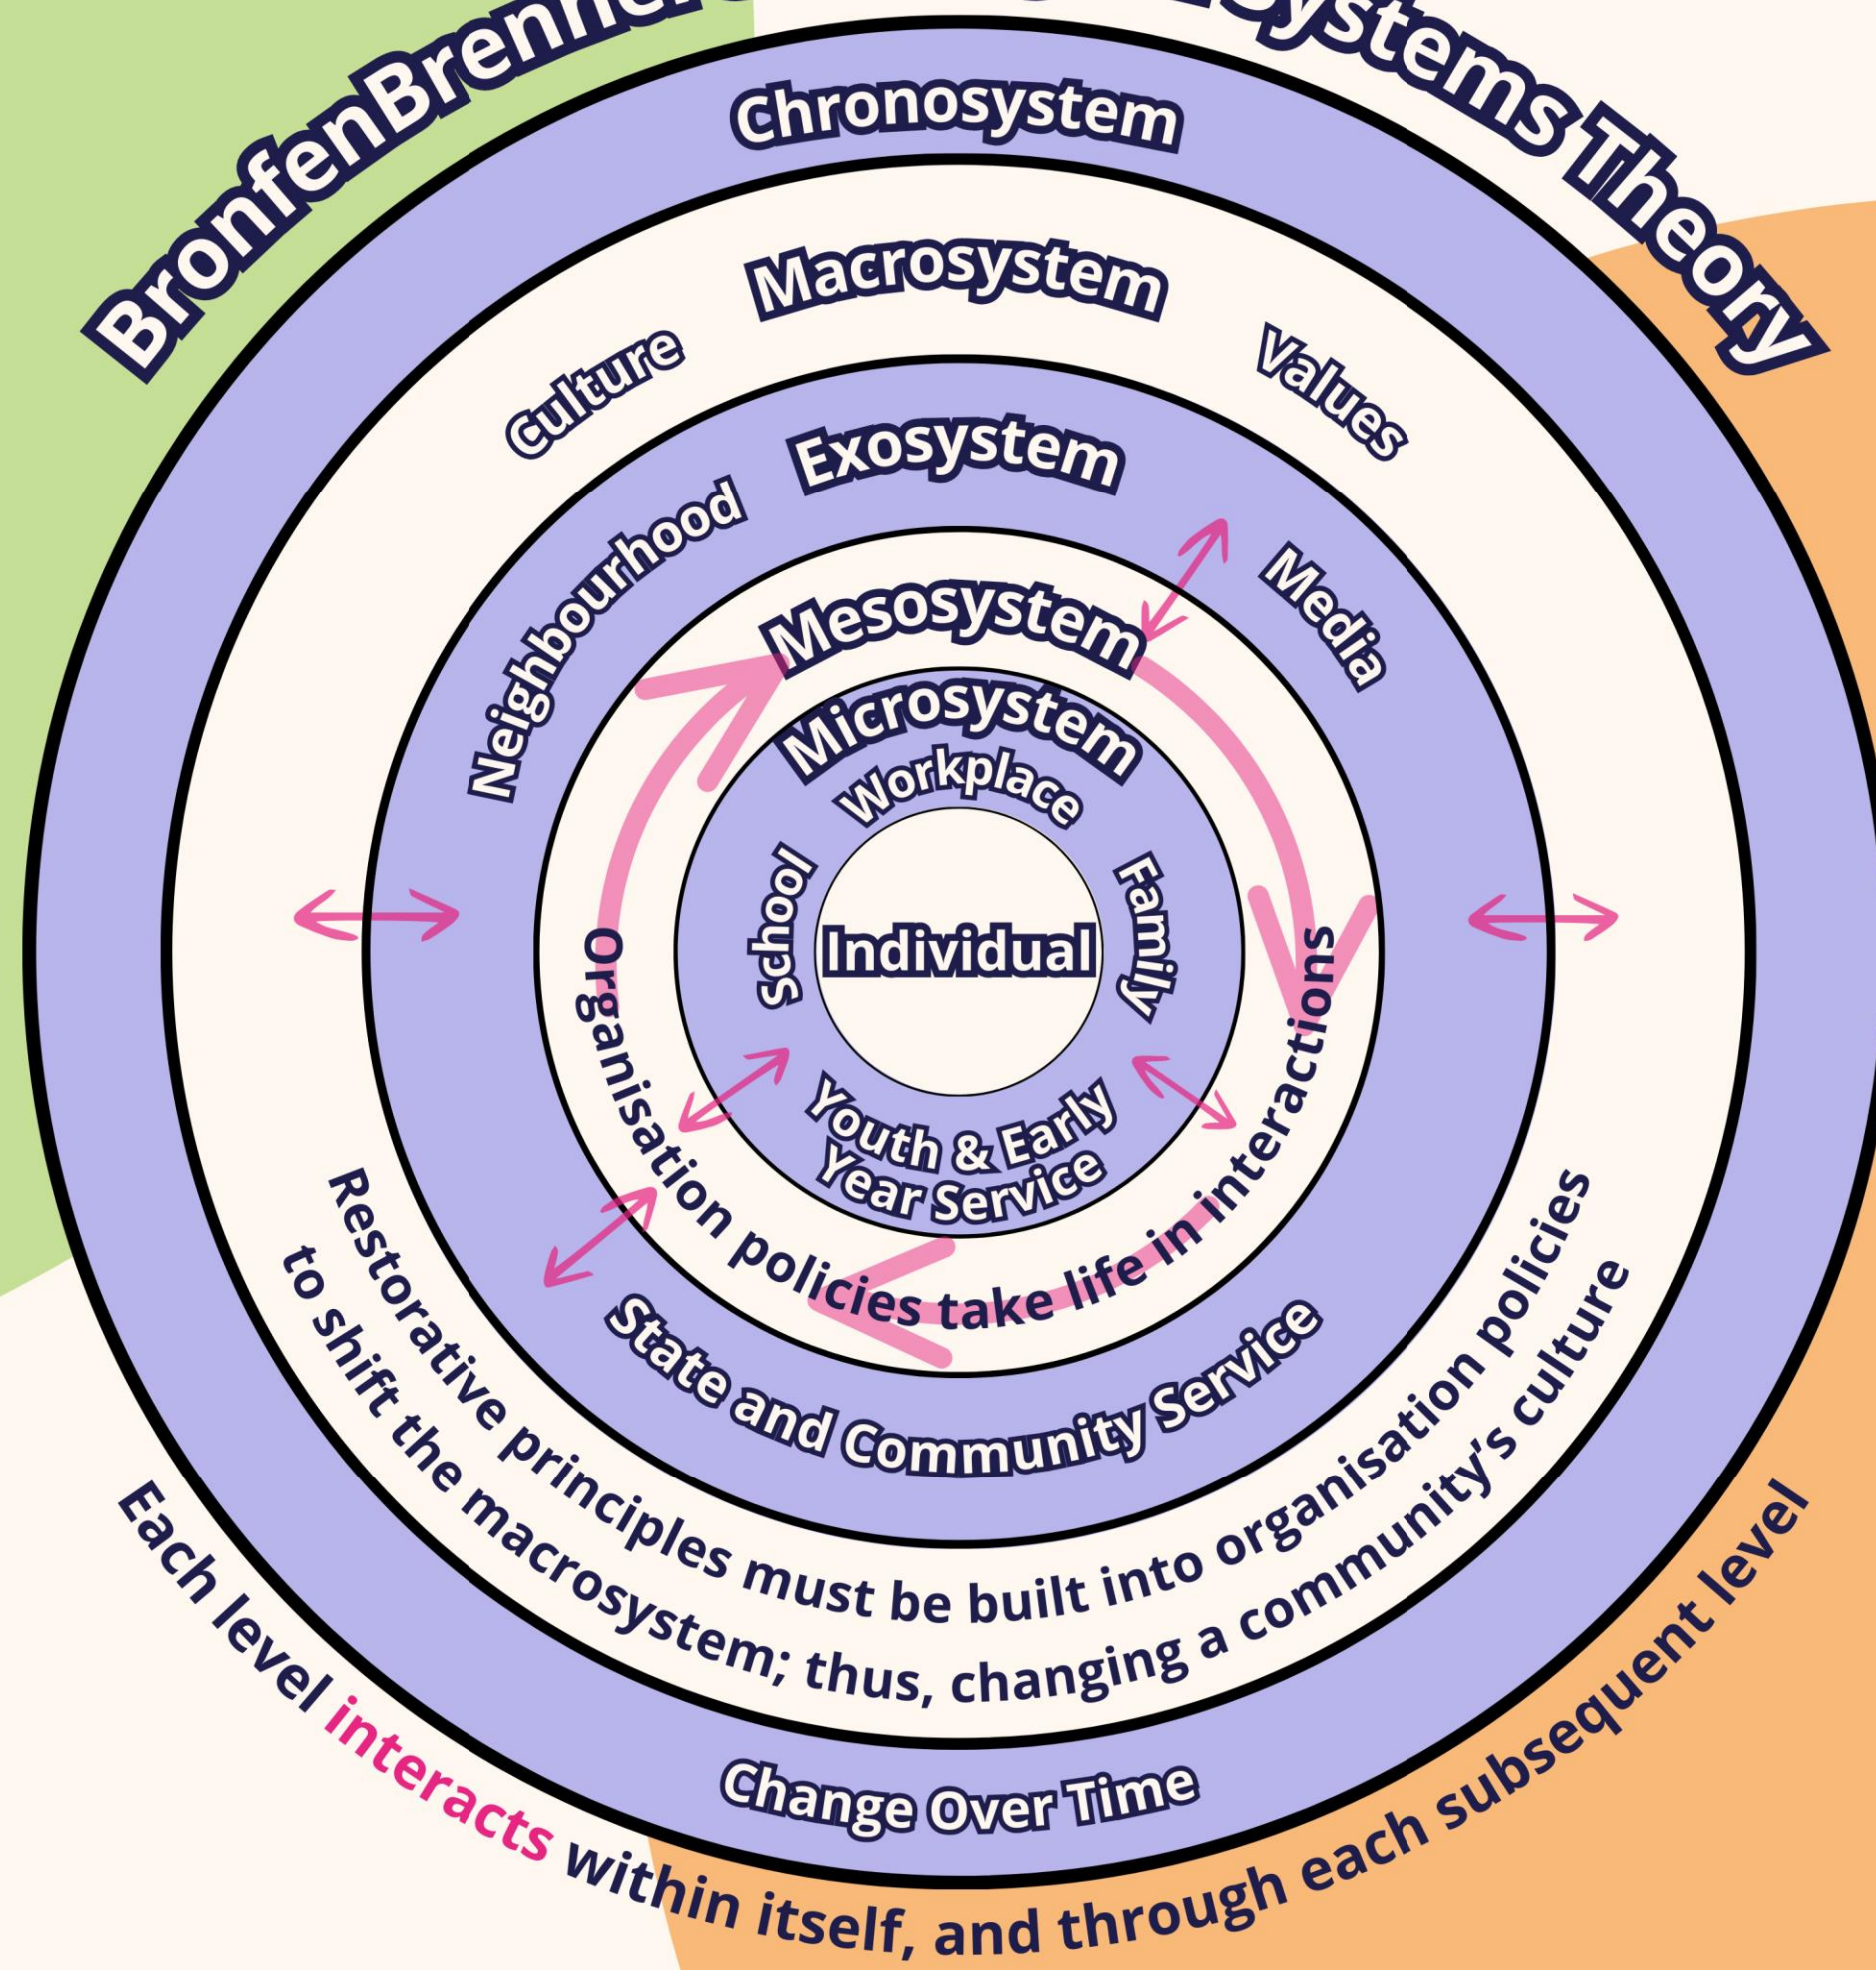 Systems Theory
Chronosystem
Macrosystem
Culture
Values
Exosystem
Neighbourhood
Media
Mesosystem
Microsystem
Workplace
School
Family
Individual
Youth & Early
Year Service
Organisation policies take life in interactions
State and Community Service
Restorative principles must be built into organisation policies
to shift the macrosystem; thus, changing a community's culture
Change Over Time
Each level interacts within itself, and through each subsequent level